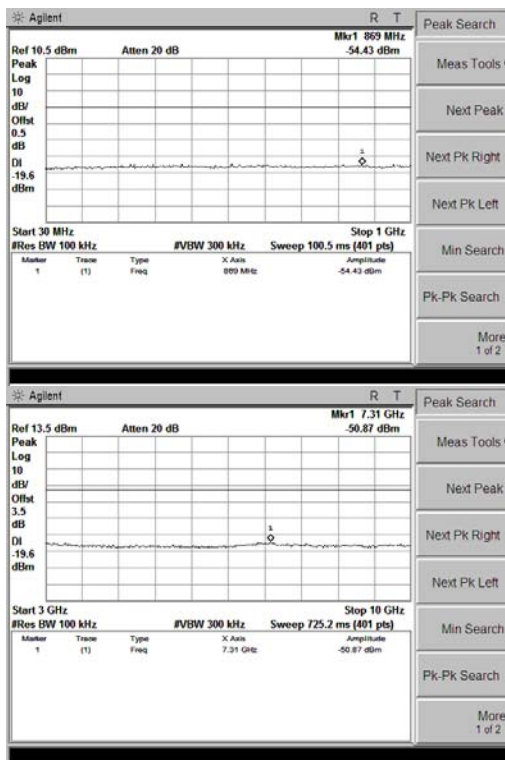 Agilent R T
Mkr1 869 MHz
Ref 10.5 dBm Atten 20 dB -54.43 dBm
Peak
Log
10
dB/
Offst
0.5
dB
DI
-19.6
dBm
1
Start 30 MHz Stop 1 GHz
#Res BW 100 kHz #VBW 300 kHz Sweep 100.5 ms (401 pts)
Marker Trace Type X Axis Amplitude
1 (1) Freq 869 MHz -54.43 dBm
Peak Search
Meas Tools
Next Peak
Next Pk Right
Next Pk Left
Min Search
Pk-Pk Search
More
1 of 2
Agilent R T
Mkr1 7.31 GHz
Ref 13.5 dBm Atten 20 dB -50.87 dBm
Peak
Log
10
dB/
Offst
3.5
dB
DI
-19.6
dBm
1
Start 3 GHz Stop 10 GHz
#Res BW 100 kHz #VBW 300 kHz Sweep 725.2 ms (401 pts)
Marker Trace Type X Axis Amplitude
1 (1) Freq 7.31 GHz -50.87 dBm
Peak Search
Meas Tools
Next Peak
Next Pk Right
Next Pk Left
Min Search
Pk-Pk Search
More
1 of 2